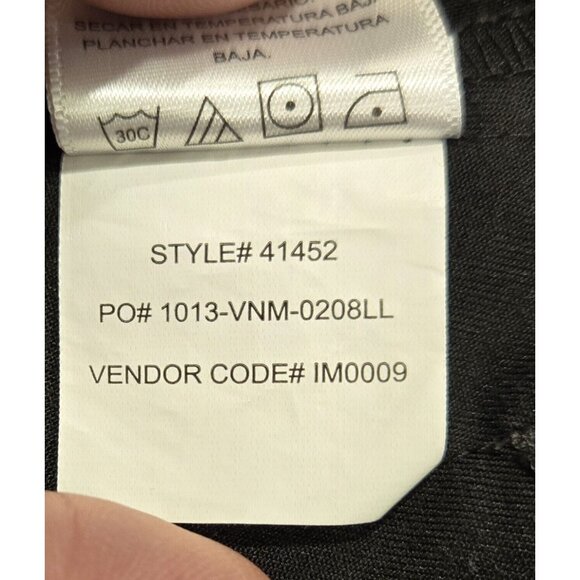 SECAR EN TEMPERATURA BAJA
PLANCHAR EN TEMPERATURA
BAJA.
30C
STYLE# 41452
PO# 1013-VNM-0208LL
VENDOR CODE# IM0009